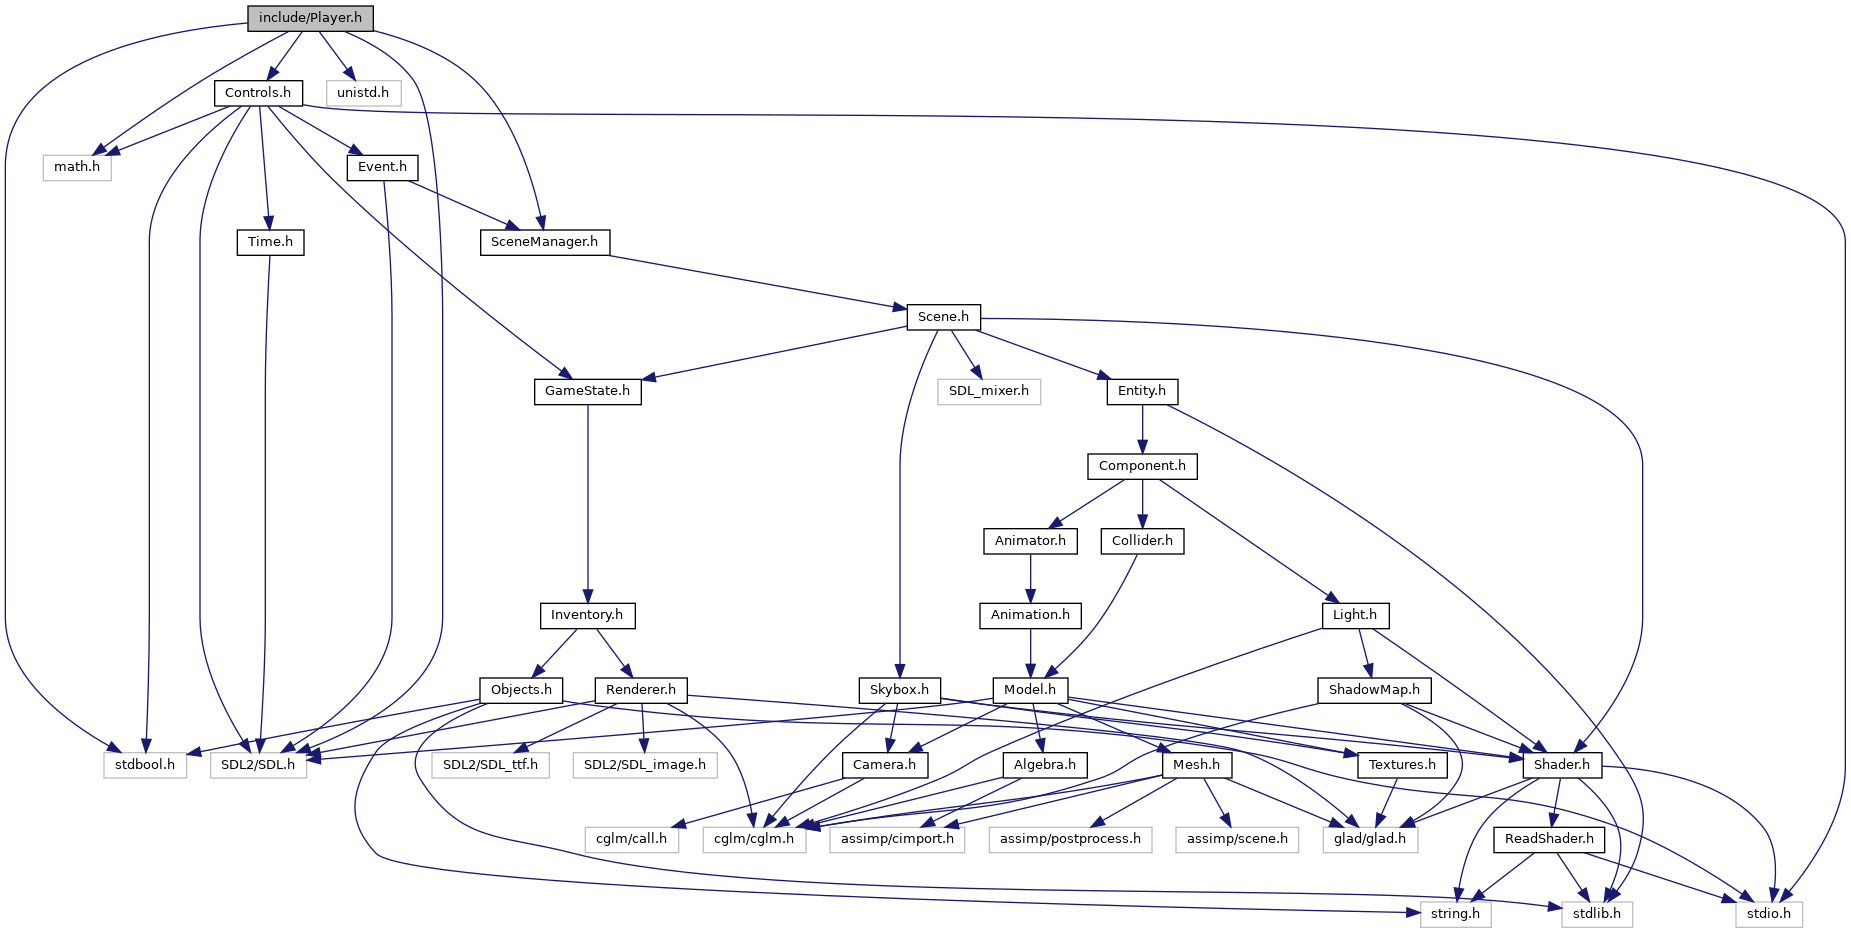 include/Player.h
Controls.h
unistd.h
math.h
Event.h
Time.h
SceneManager.h
Scene.h
GameState.h
SDL_mixer.h
Entity.h
Component.h
Animator.h
Collider.h
Inventory.h
Animation.h
Light.h
Objects.h
Renderer.h
Skybox.h
Model.h
ShadowMap.h
stdbool.h
SDL2/SDL.h
SDL2/SDL_ttf.h
SDL2/SDL_image.h
Camera.h
Algebra.h
Mesh.h
Textures.h
Shader.h
cglm/call.h
cglm/cglm.h
assimp/cimport.h
assimp/postprocess.h
assimp/scene.h
glad/glad.h
ReadShader.h
string.h
stdlib.h
stdio.h